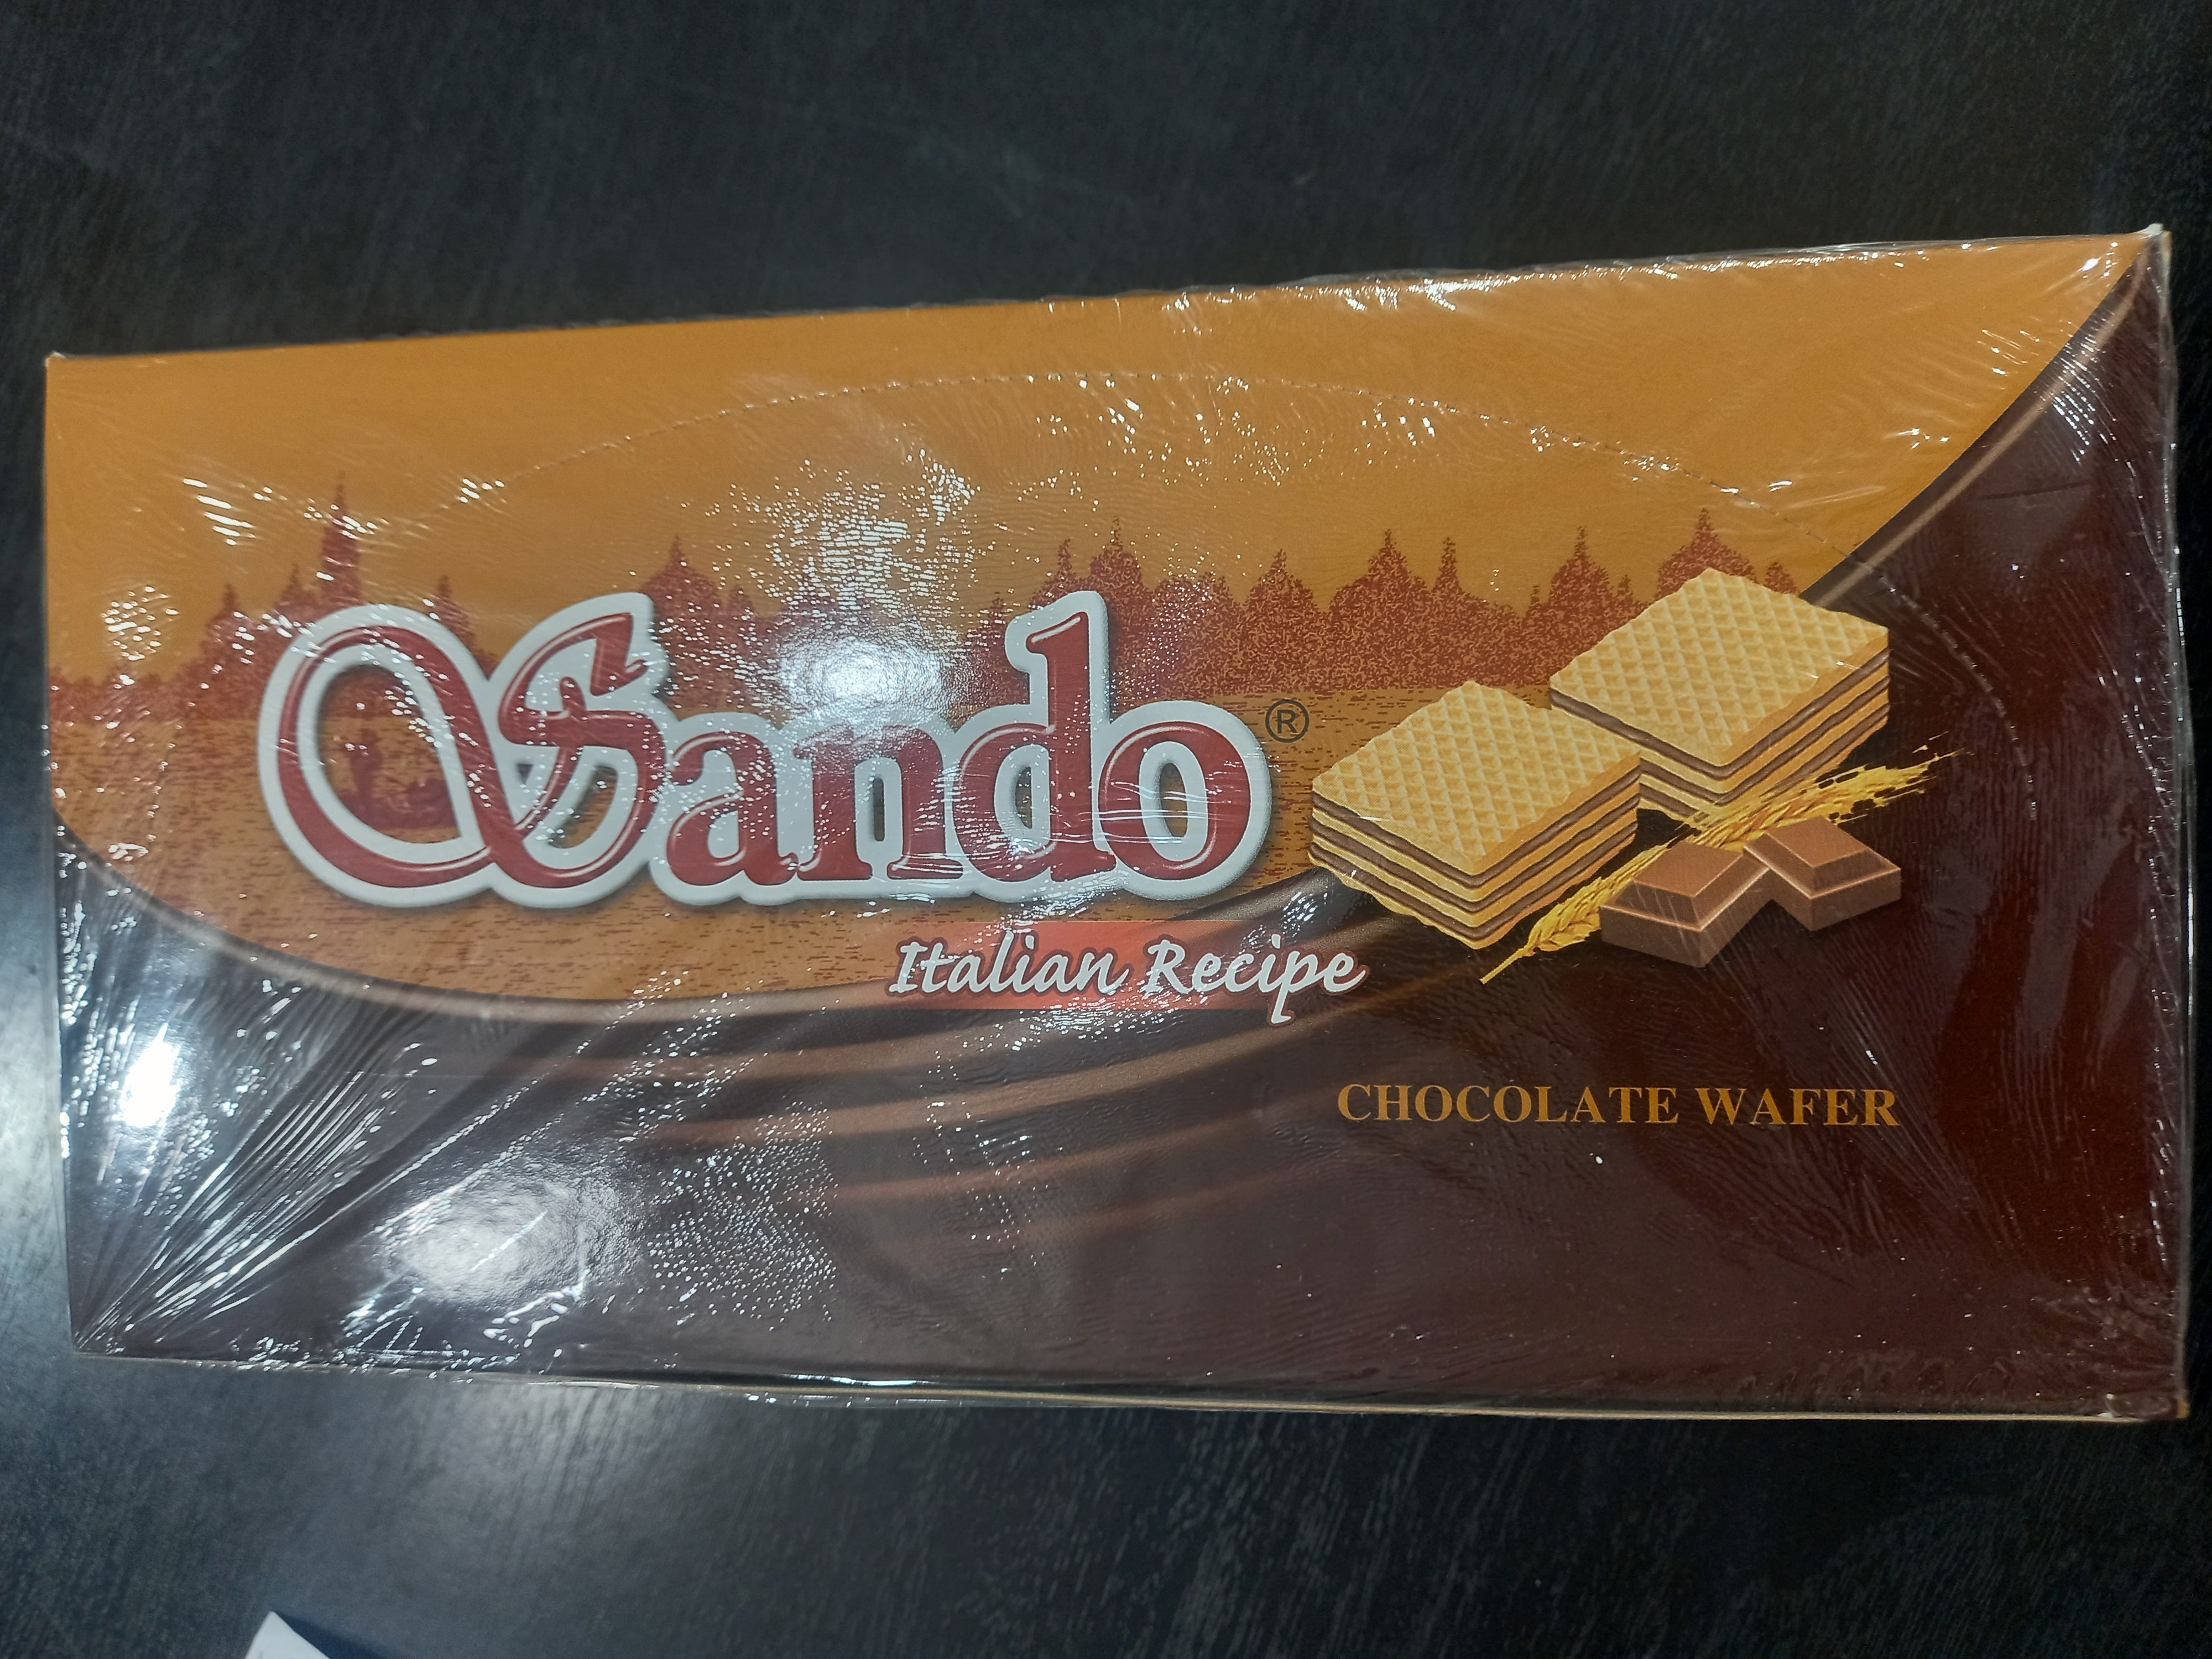 Sando®
Italian Recipe
CHOCOLATE WAFER